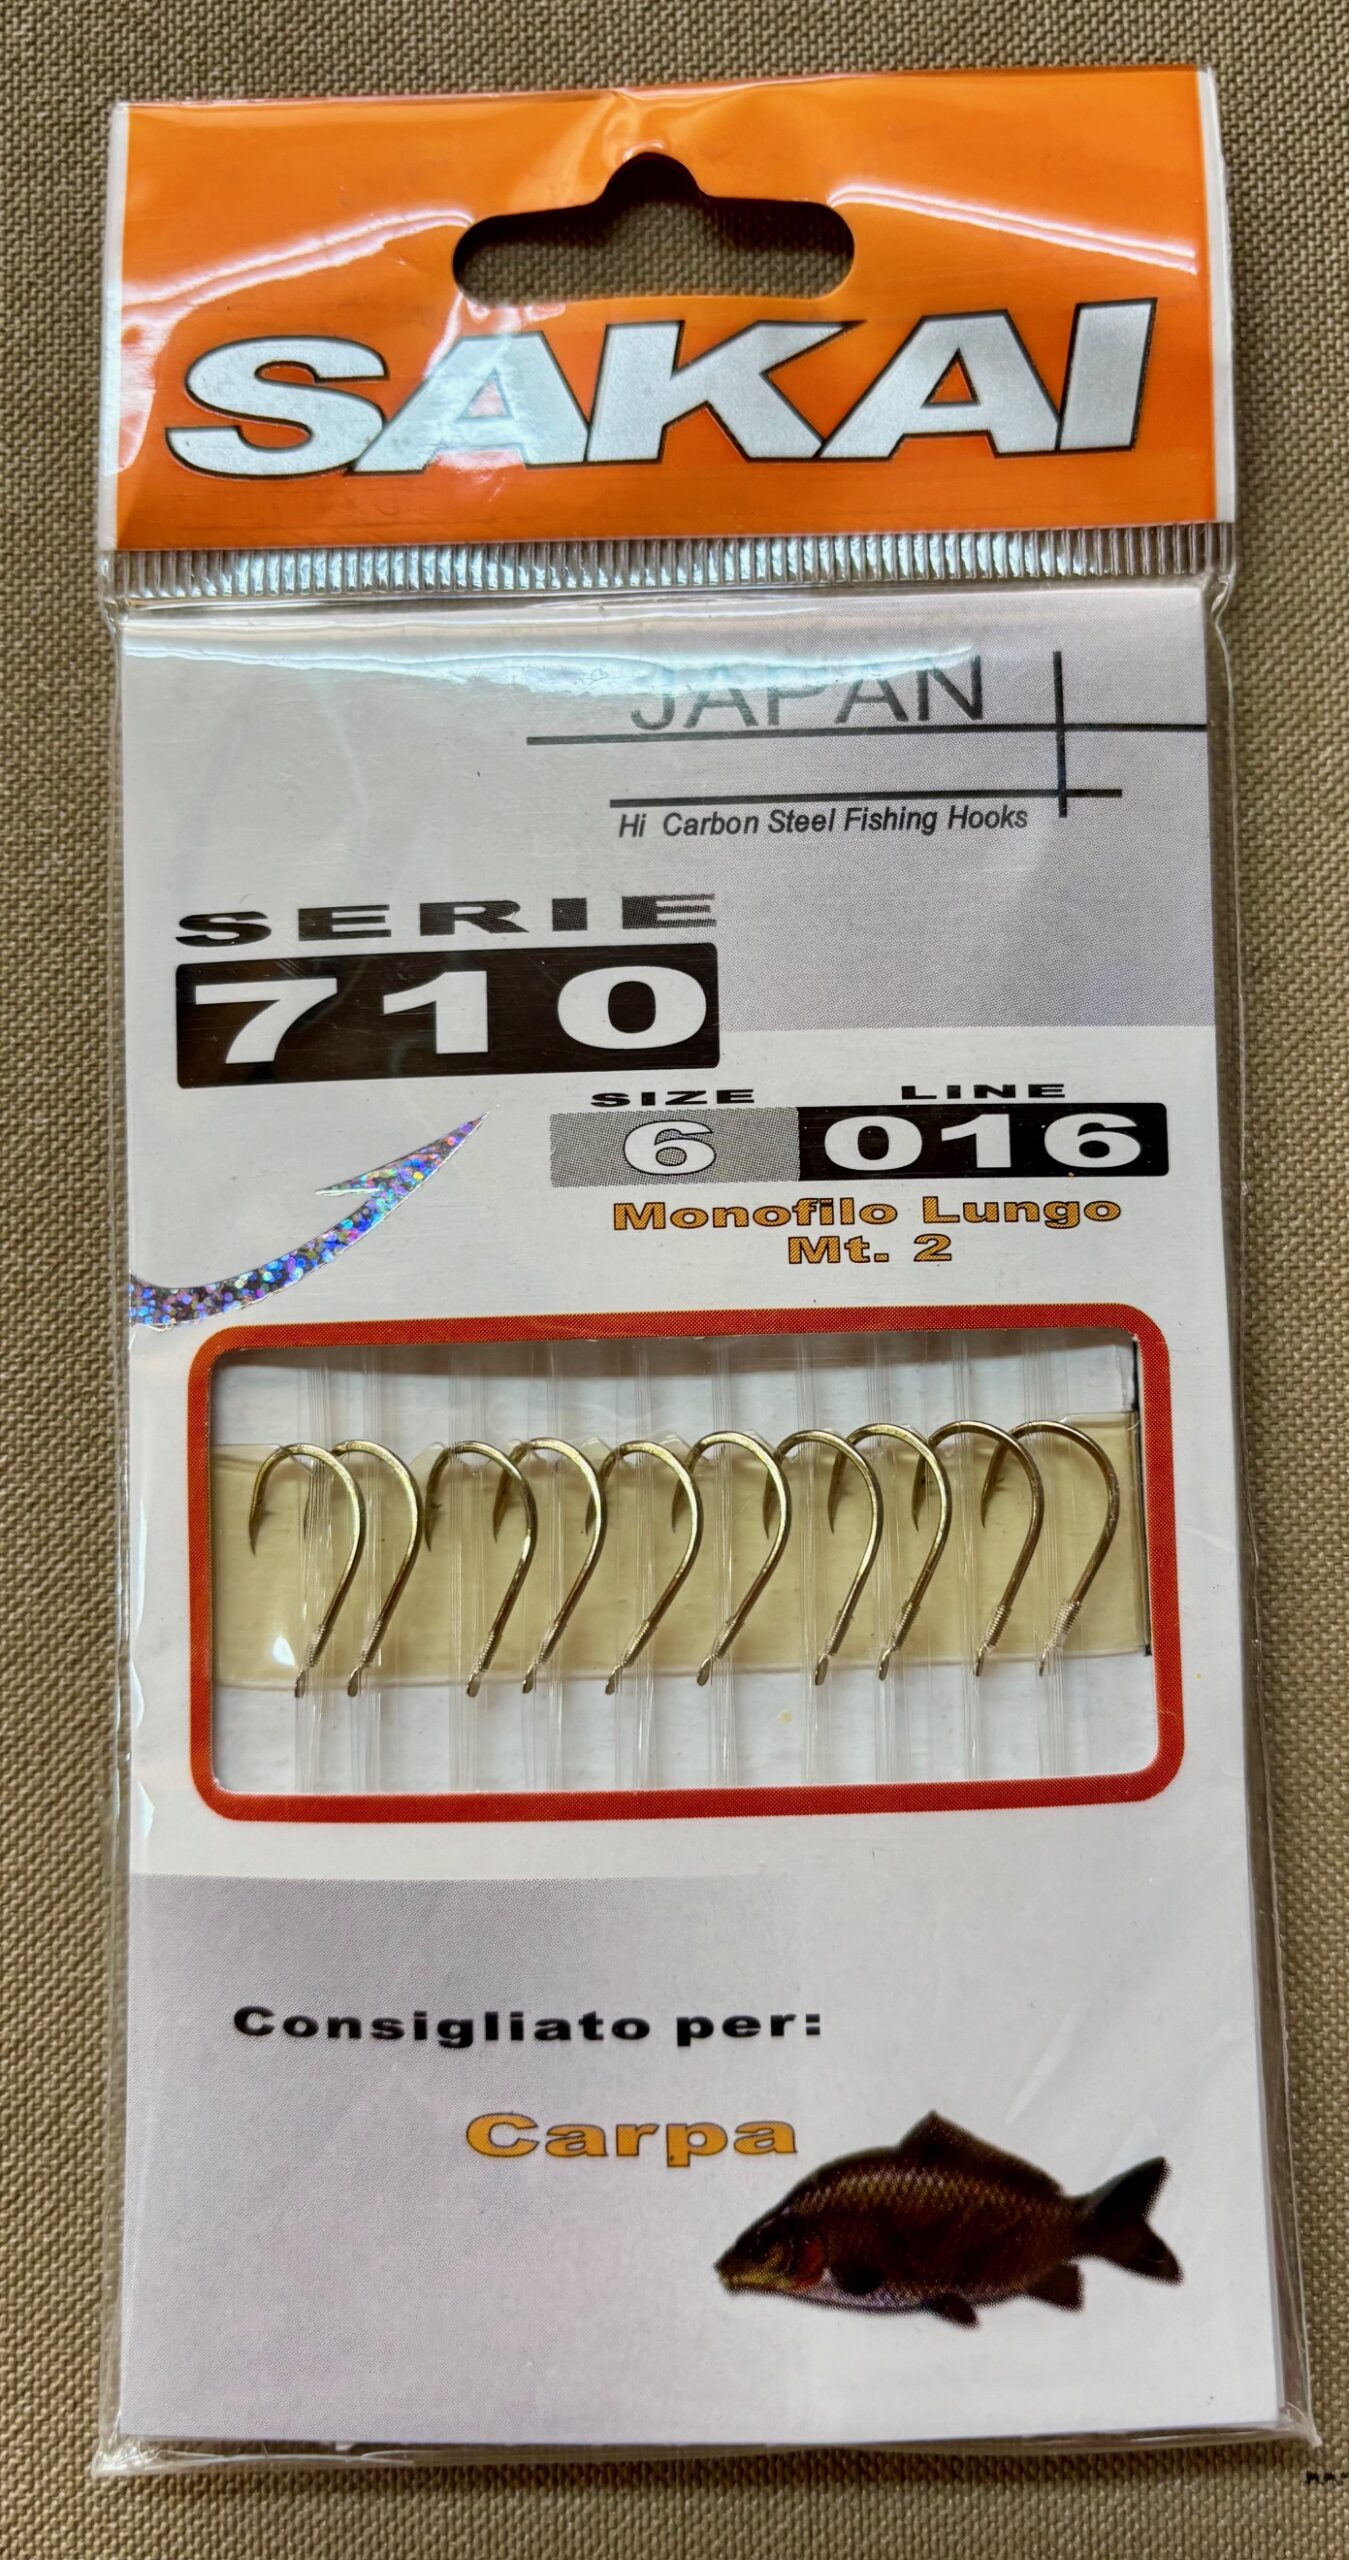 SAKAI
JAPAN
Hi Carbon Steel Fishing Hooks
SERIE
710
SIZE LINE
6 016
Monofilo Lungo
Mt. 2
Consigliato per:
Carpa